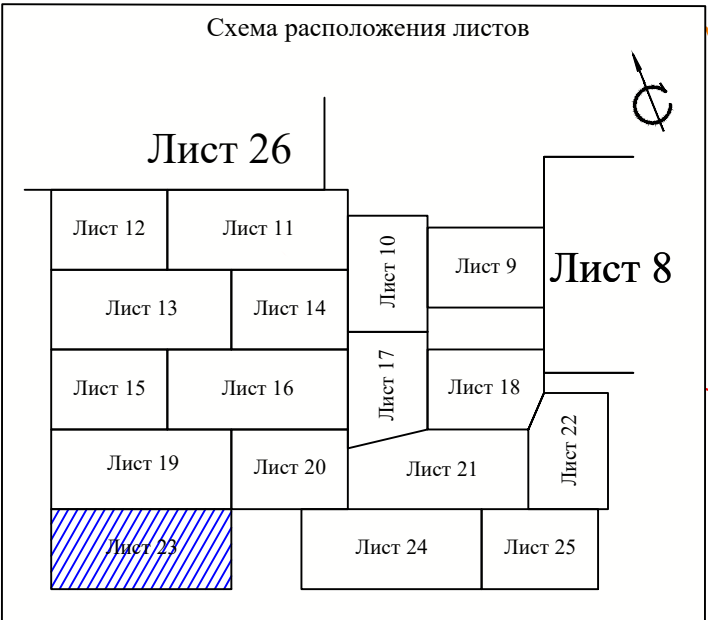 Схема расположения листов
Лист 26
Лист 12
Лист 11
Лист 10
Лист 9
Лист 8
Лист 13
Лист 14
Лист 15
Лист 16
Лист 17
Лист 18
Лист 19
Лист 20
Лист 21
Лист 22
Лист 23
Лист 24
Лист 25